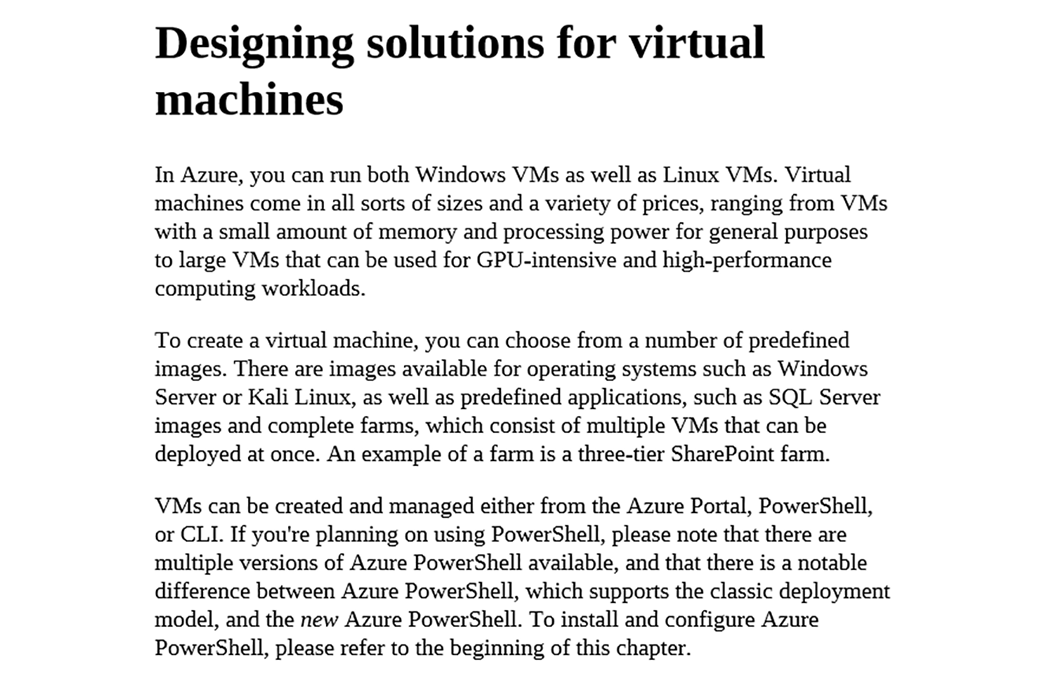 Designing solutions for virtual
machines
In Azure, you can run both Windows VMs as well as Linux VMs. Virtual
machines come in all sorts of sizes and a variety of prices, ranging from VMs
with a small amount of memory and processing power for general purposes
to large VMs that can be used for GPU-intensive and high-performance
computing workloads.
To create a virtual machine, you can choose from a number of predefined
images. There are images available for operating systems such as Windows
Server or Kali Linux, as well as predefined applications, such as SQL Server
images and complete farms, which consist of multiple VMs that can be
deployed at once. An example of a farm is a three-tier SharePoint farm.
VMs can be created and managed either from the Azure Portal, PowerShell,
or CLI. If you're planning on using PowerShell, please note that there are
multiple versions of Azure PowerShell available, and that there is a notable
difference between Azure PowerShell, which supports the classic deployment
model, and the new Azure PowerShell. To install and configure Azure
PowerShell, please refer to the beginning of this chapter.